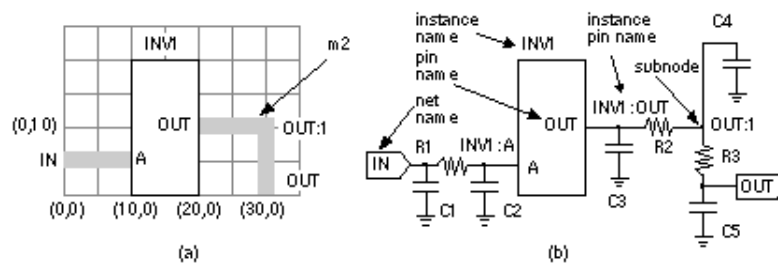 INV1
m2
(0,10)
OUT
OUT:1
IN
A
OUT
(0,0)
(10,0)
(20,0)
(30,0)
(a)
instance
name
INV1
pin
name
net
name
instance
pin name
C4
subnode
INV1:OUT
OUT
OUT:1
R1
INV1:A
R2
IN
A
R3
OUT
C1
C2
C3
C5
(b)